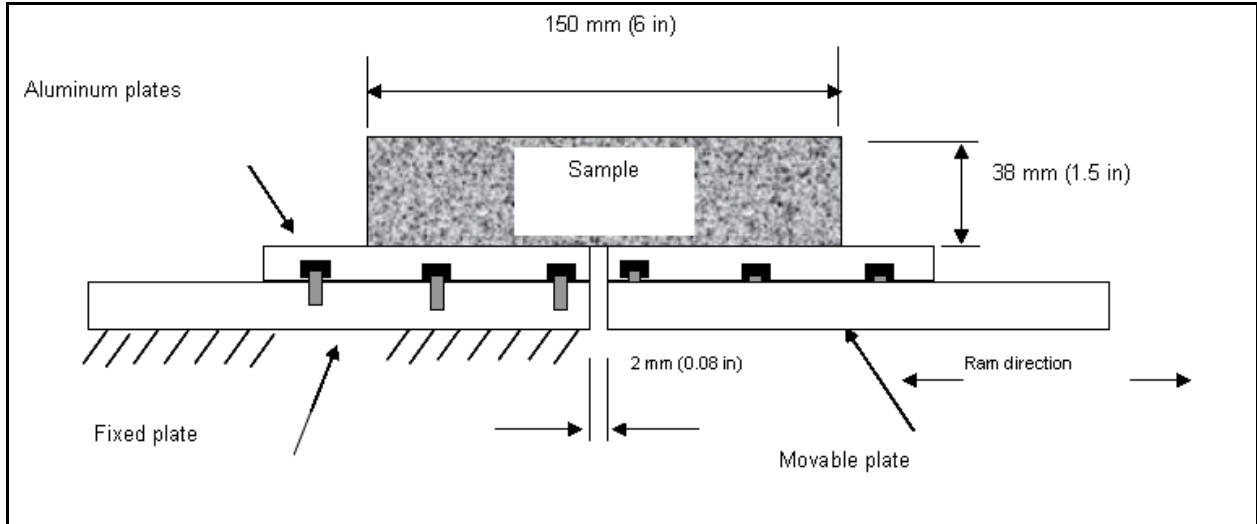 150 mm (6 in)
Aluminum plates
Sample
38 mm (1.5 in)
2 mm (0.08 in)
Ram direction
Fixed plate
Movable plate